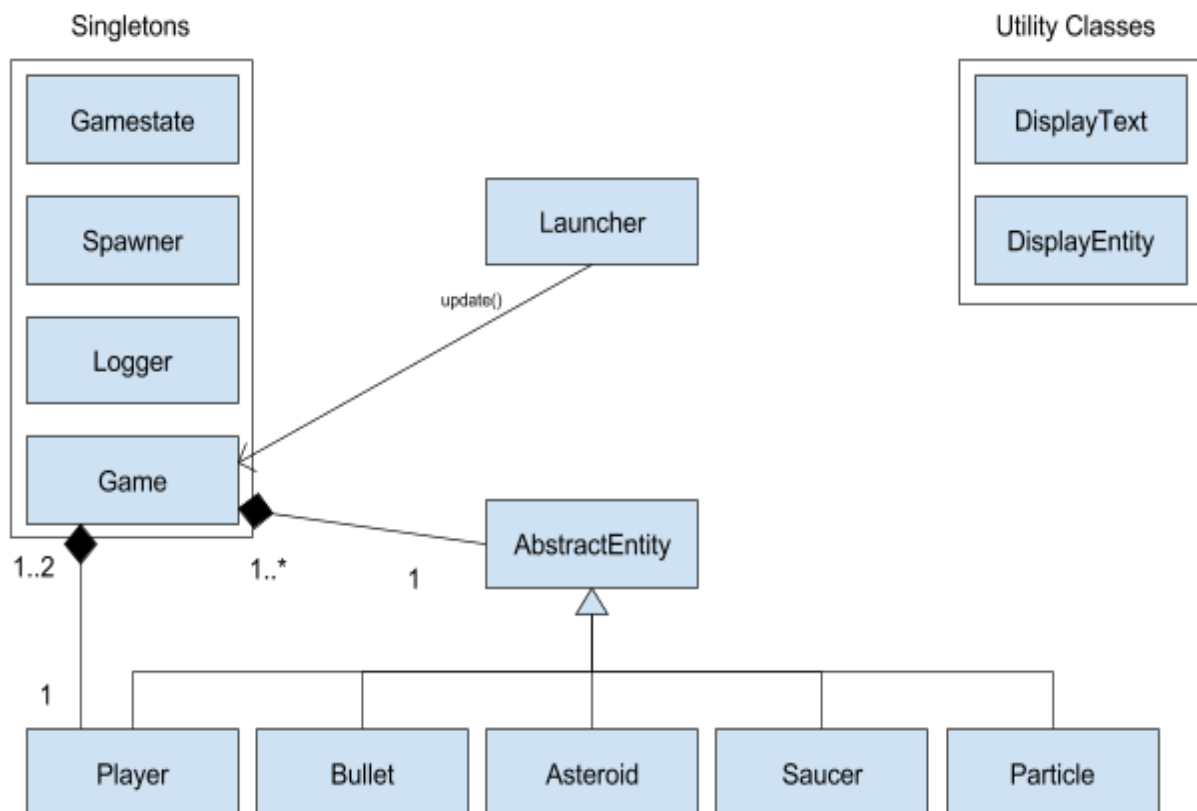 Singletons
Utility Classes
Gamestate
DisplayText
Spawner
Launcher
DisplayEntity
update()
Logger
Game
AbstractEntity
1..2
1..*
1
1
Player
Bullet
Asteroid
Saucer
Particle